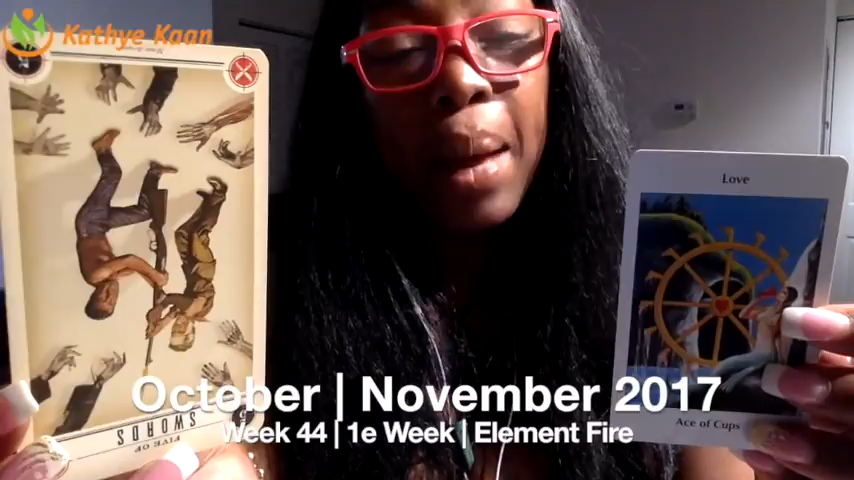 Kathye Kaan
Love
October | November 2017
Week 44 | 1e Week | Element Fire
FIVE OF
SWORDS
Ace of Cups